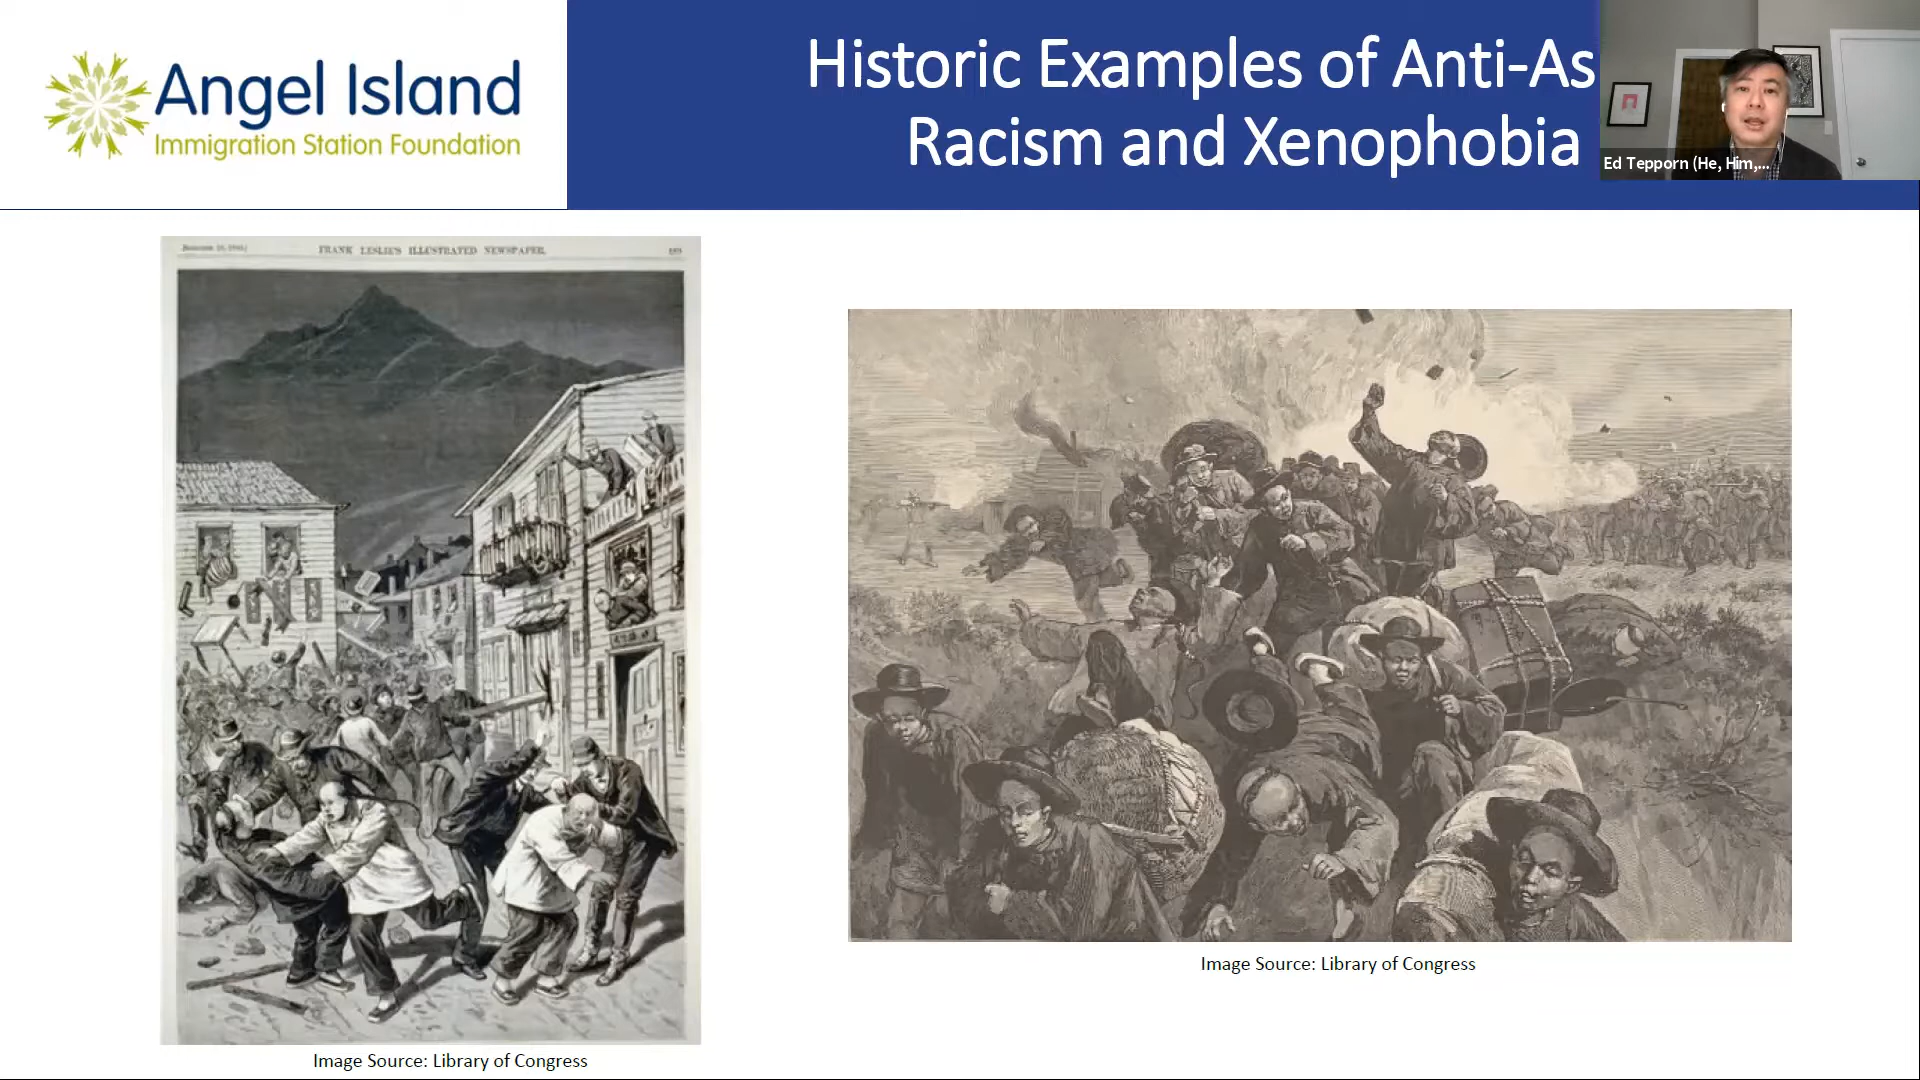 Angel Island
Immigration Station Foundation
Historic Examples of Anti-As
Racism and Xenophobia
Ed Tepporn (He, Him,...
FRANK LESLIE'S ILLUSTRATED NEWSPAPER.
Image Source: Library of Congress
Image Source: Library of Congress